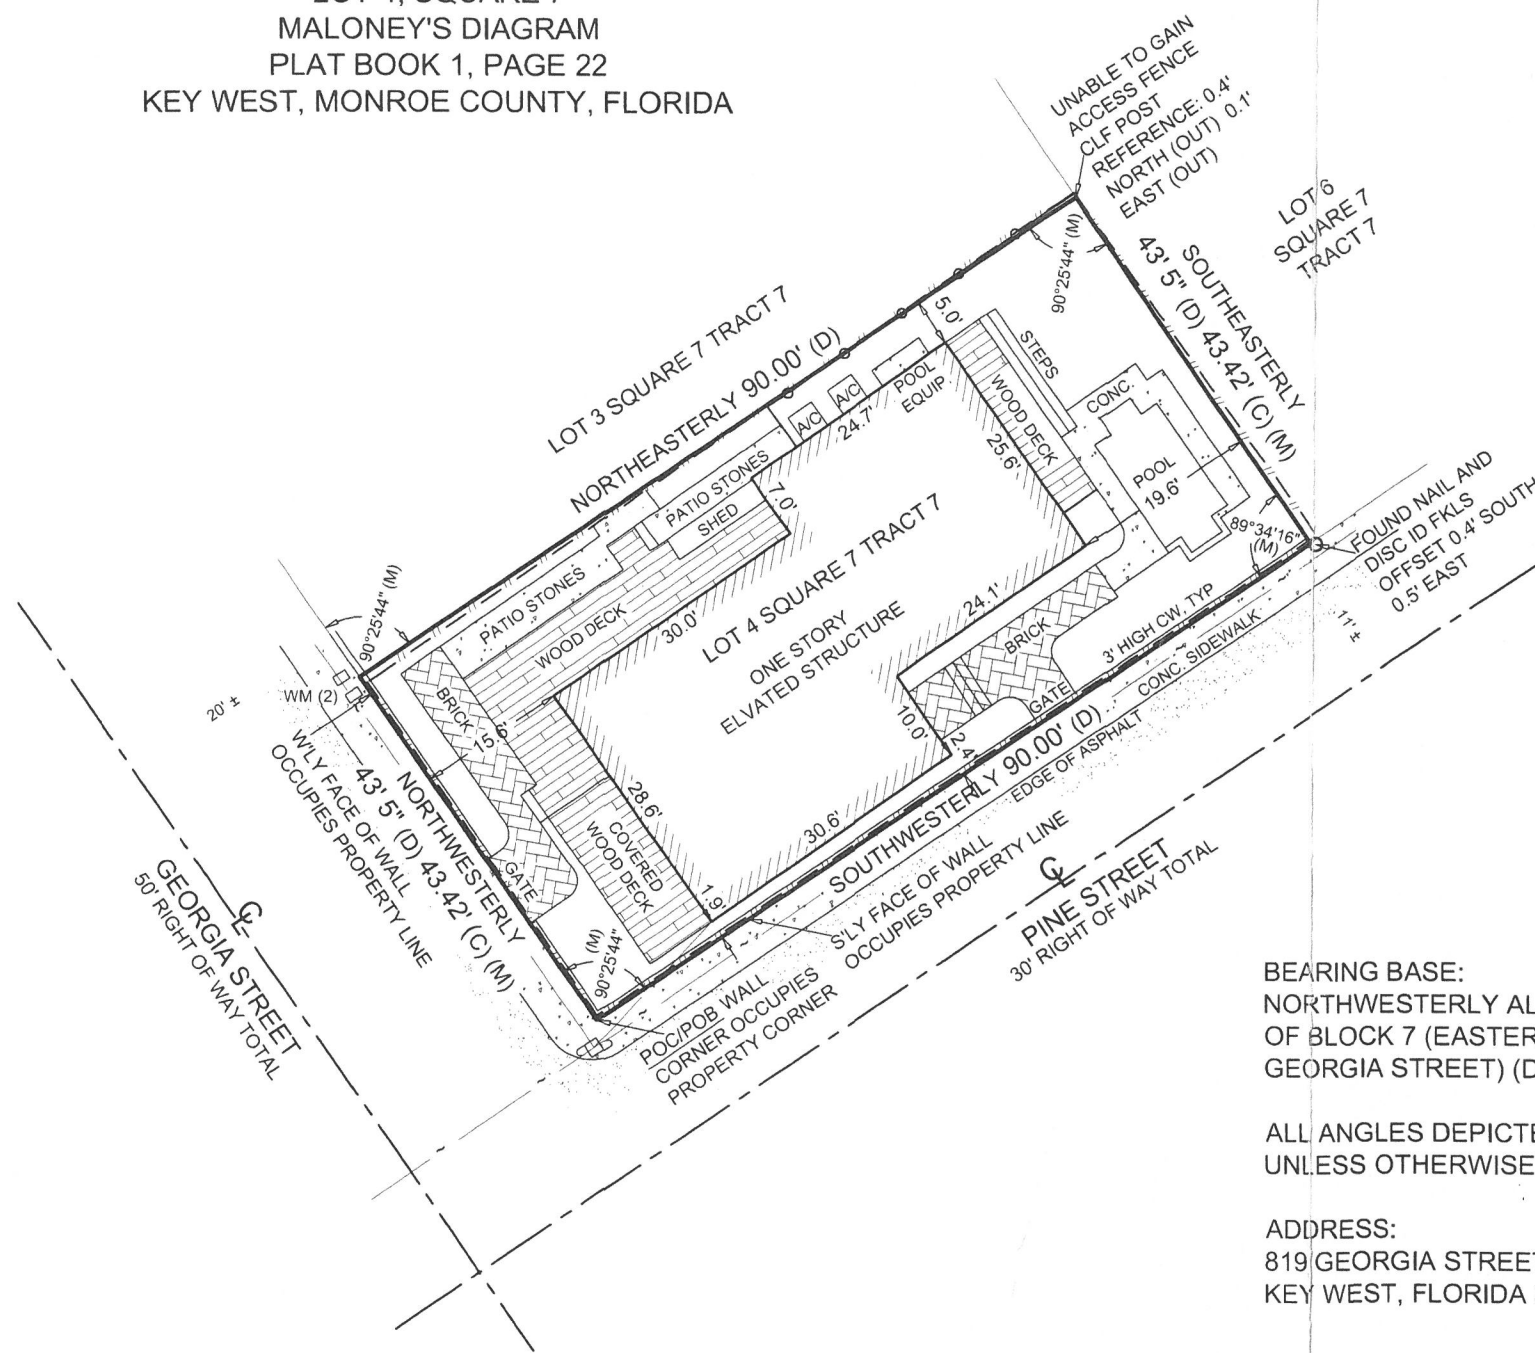 LOT 4, SQUARE 7
MALONEY'S DIAGRAM
PLAT BOOK 1, PAGE 22
KEY WEST, MONROE COUNTY, FLORIDA
UNABLE TO GAIN
ACCESS FENCE
CLF POST
REFERENCE: 0.4'
NORTH (OUT) 0.1'
EAST (OUT)
LOT 6
SQUARE 7
TRACT 7
SOUTHEASTERLY
43' 5" (D) 43.42' (C) (M)
90°25'44" (M)
LOT 3 SQUARE 7 TRACT 7
NORTHEASTERLY 90.00' (D)
5.0'
STEPS
WOOD DECK
CONC.
POOL
EQUIP.
A/C
A/C
24.7'
25.6'
POOL
19.6'
PATIO STONES
SHED
7.0'
89°34'16"
(M)
FOUND NAIL AND
DISC ID FKLS
OFFSET 0.4' SOUTH
0.5' EAST
11' ±
LOT 4 SQUARE 7 TRACT 7
ONE STORY
ELVATED STRUCTURE
24.1'
BRICK
3' HIGH CW, TYP
CONC. SIDEWALK
PATIO STONES
WOOD DECK
30.0'
90°25'44" (M)
WM (2)
20' ±
BRICK
15.6'
10.0'
2.4'
GATE
SOUTHWESTERLY 90.00' (D)
EDGE OF ASPHALT
W'LY FACE OF WALL
OCCUPIES PROPERTY LINE
NORTHWESTERLY
43' 5" (D) 43.42' (C) (M)
28.6'
30.6'
COVERED
WOOD DECK
GATE
1.9'
90°25'44"
(M)
S'LY FACE OF WALL
OCCUPIES PROPERTY LINE
POC/POB WALL
CORNER OCCUPIES
PROPERTY CORNER
CL
GEORGIA STREET
50' RIGHT OF WAY TOTAL
CL
PINE STREET
30' RIGHT OF WAY TOTAL
BEARING BASE:
NORTHWESTERLY AL
OF BLOCK 7 (EASTER
GEORGIA STREET) (D
ALL ANGLES DEPICTE
UNLESS OTHERWISE
ADDRESS:
819 GEORGIA STREET
KEY WEST, FLORIDA